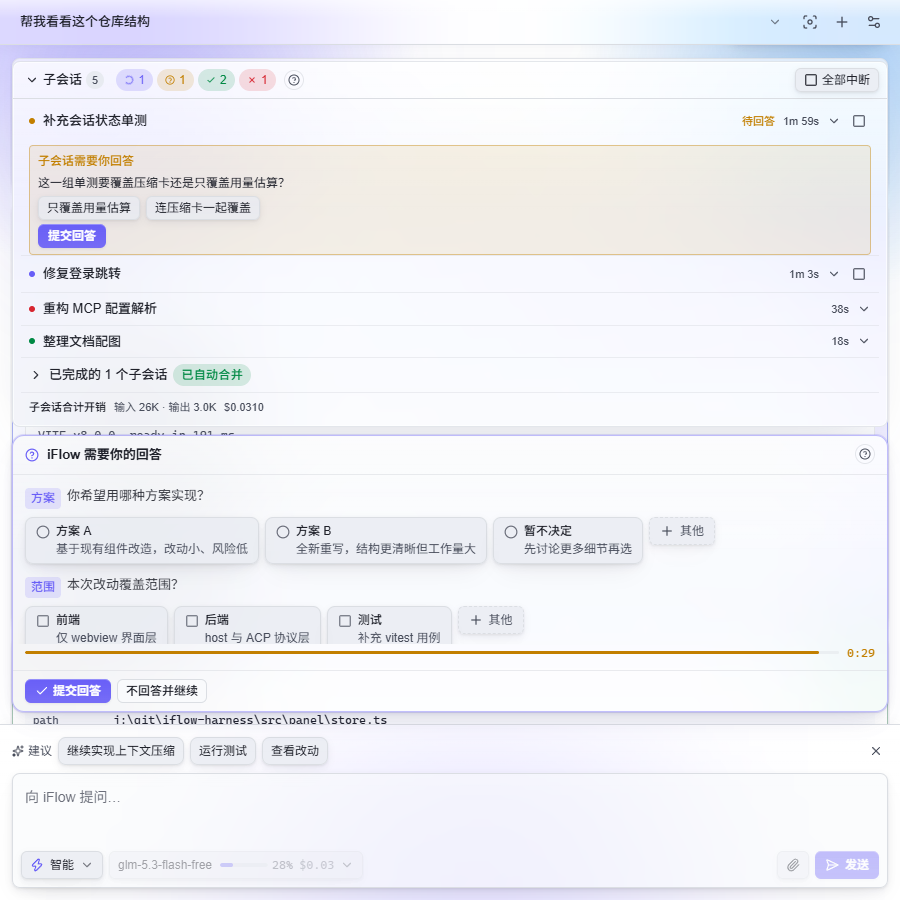 帮我看看这个仓库结构
子会话 5 1 1 2 1 全部中断
补充会话状态单测 待回答 1m 59s
子会话需要你回答
这一组单测要覆盖压缩卡还是只覆盖用量估算?
只覆盖用量估算 连压缩卡一起覆盖
提交回答
修复登录跳转 1m 3s
重构 MCP 配置解析 38s
整理文档配图 18s
已完成的 1 个子会话 已自动合并
子会话合计开销 输入 26K · 输出 3.0K $0.0310
VITE v8.0.0 ready in 191 ms
iFlow 需要你的回答
方案 你希望用哪种方案实现?
方案 A 方案 B 暂不决定 其他
基于现有组件改造，改动小、风险低 全新重写，结构更清晰但工作量大 先讨论更多细节再选
范围 本次改动覆盖范围?
前端 后端 测试 其他
仅 webview 界面层 host 与 ACP 协议层 补充 vitest 用例
0:29
提交回答 不回答并继续
path j:\git\iflow-harness\src\panel\store.ts
建议 继续实现上下文压缩 运行测试 查看改动
向 iFlow 提问…
智能 glm-5.3-flash-free 28% $0.03 发送